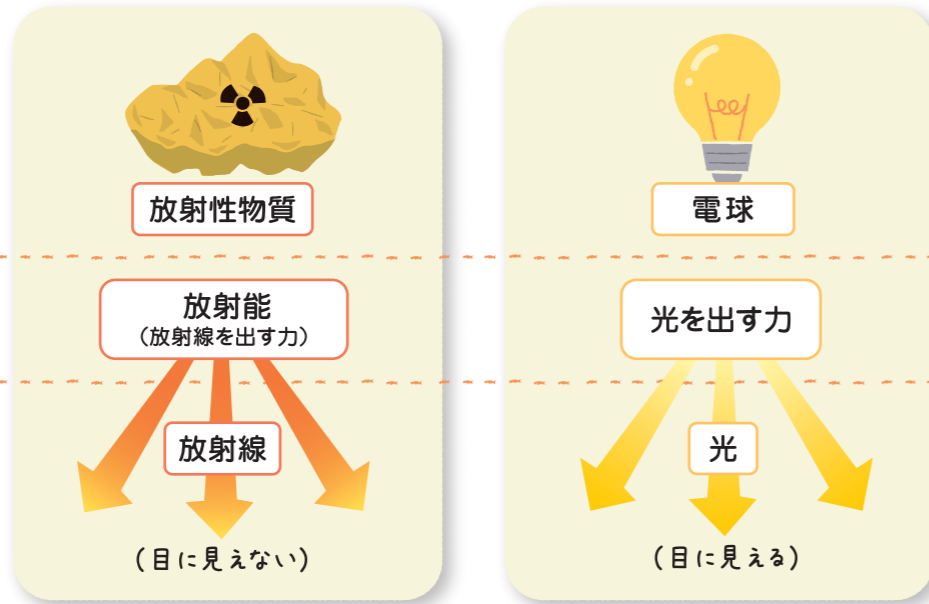 放射性物質
放射能
（放射線を出す力）
放射線
(目に見えない)
電球
光を出す力
光
(目に見える)